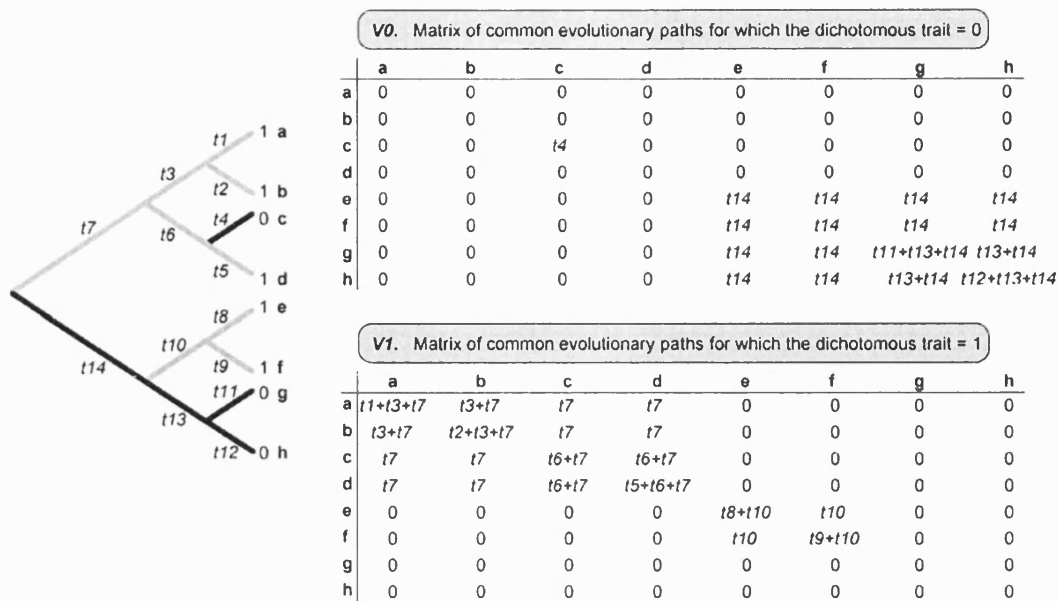 V0. Matrix of common evolutionary paths for which the dichotomous trait = 0
a b c d e f g h
a 0 0 0 0 0 0 0 0
b 0 0 0 0 0 0 0 0
c 0 0 t4 0 0 0 0 0
d 0 0 0 0 0 0 0 0
e 0 0 0 0 t14 t14 t14 t14
f 0 0 0 0 t14 t14 t14 t14
g 0 0 0 0 t14 t14 t11+t13+t14 t13+t14
h 0 0 0 0 t14 t14 t13+t14 t12+t13+t14
t1 1 a
t3
t2 1 b
t7
t4 0 c
t6
t5 1 d
t8 1 e
t10
t9 1 f
t14
t11 0 g
t13
t12 0 h
V1. Matrix of common evolutionary paths for which the dichotomous trait = 1
a b c d e f g h
a t1+t3+t7 t3+t7 t7 t7 0 0 0 0
b t3+t7 t2+t3+t7 t7 t7 0 0 0 0
c t7 t7 t6+t7 t6+t7 0 0 0 0
d t7 t7 t6+t7 t5+t6+t7 0 0 0 0
e 0 0 0 0 t8+t10 t10 0 0
f 0 0 0 0 t10 t9+t10 0 0
g 0 0 0 0 0 0 0 0
h 0 0 0 0 0 0 0 0